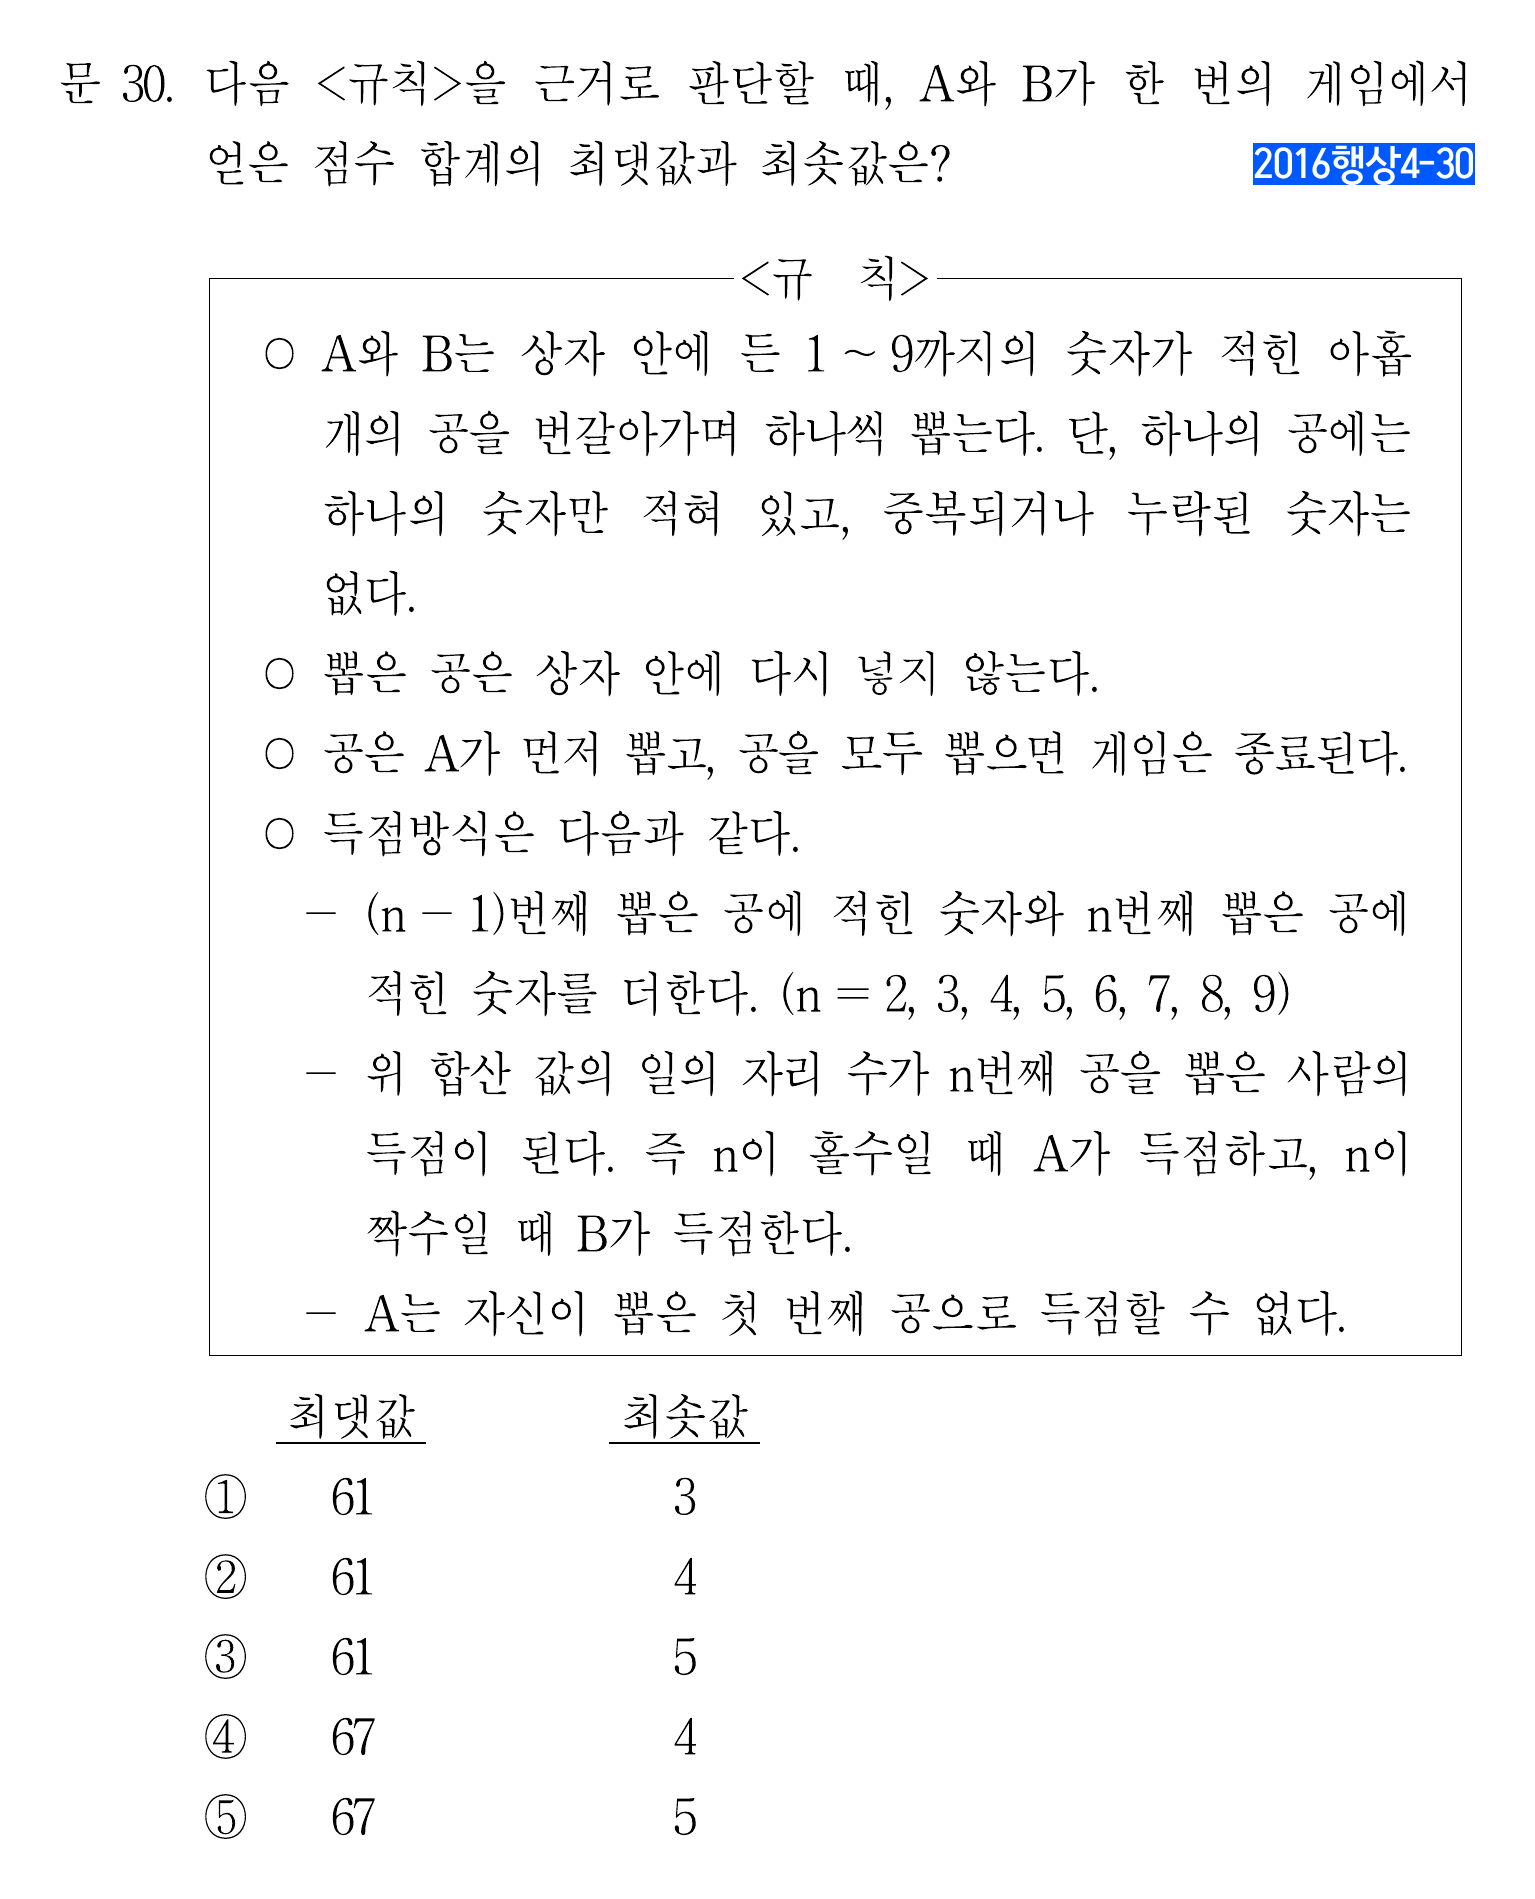 문 30. 다음 <규칙>을 근거로 판단할 때, A와 B가 한 번의 게임에서
얻은 점수 합계의 최댓값과 최솟값은?
2016행상4-30
<규 칙>
○ A와 B는 상자 안에 든 1 ~ 9까지의 숫자가 적힌 아홉
개의 공을 번갈아가며 하나씩 뽑는다. 단, 하나의 공에는
하나의 숫자만 적혀 있고, 중복되거나 누락된 숫자는
없다.
○ 뽑은 공은 상자 안에 다시 넣지 않는다.
○ 공은 A가 먼저 뽑고, 공을 모두 뽑으면 게임은 종료된다.
○ 득점방식은 다음과 같다.
- (n - 1)번째 뽑은 공에 적힌 숫자와 n번째 뽑은 공에
적힌 숫자를 더한다. (n = 2, 3, 4, 5, 6, 7, 8, 9)
- 위 합산 값의 일의 자리 수가 n번째 공을 뽑은 사람의
득점이 된다. 즉 n이 홀수일 때 A가 득점하고, n이
짝수일 때 B가 득점한다.
- A는 자신이 뽑은 첫 번째 공으로 득점할 수 없다.
최댓값 최솟값
① 61 3
② 61 4
③ 61 5
④ 67 4
⑤ 67 5